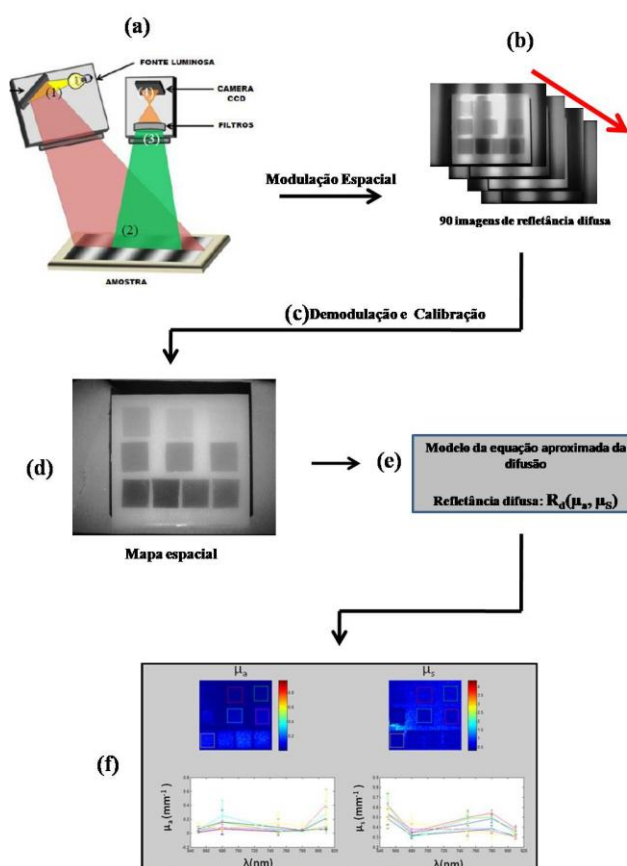 (a)
FONTE LUMINOSA
(1)
CAMERA
CCD
FILTROS
(3)
(2)
AMOSTRA
Modulação Espacial
(b)
90 imagens de refletância difusa
(c)Demodulação e Calibração
(d)
Mapa espacial
(e)
Modelo da equação aproximada da
difusão
Refletância difusa: Rd(μa, μS)
(f)
μa
μs
μa(mm-1)
λ(nm)
μs(mm-1)
λ(nm)